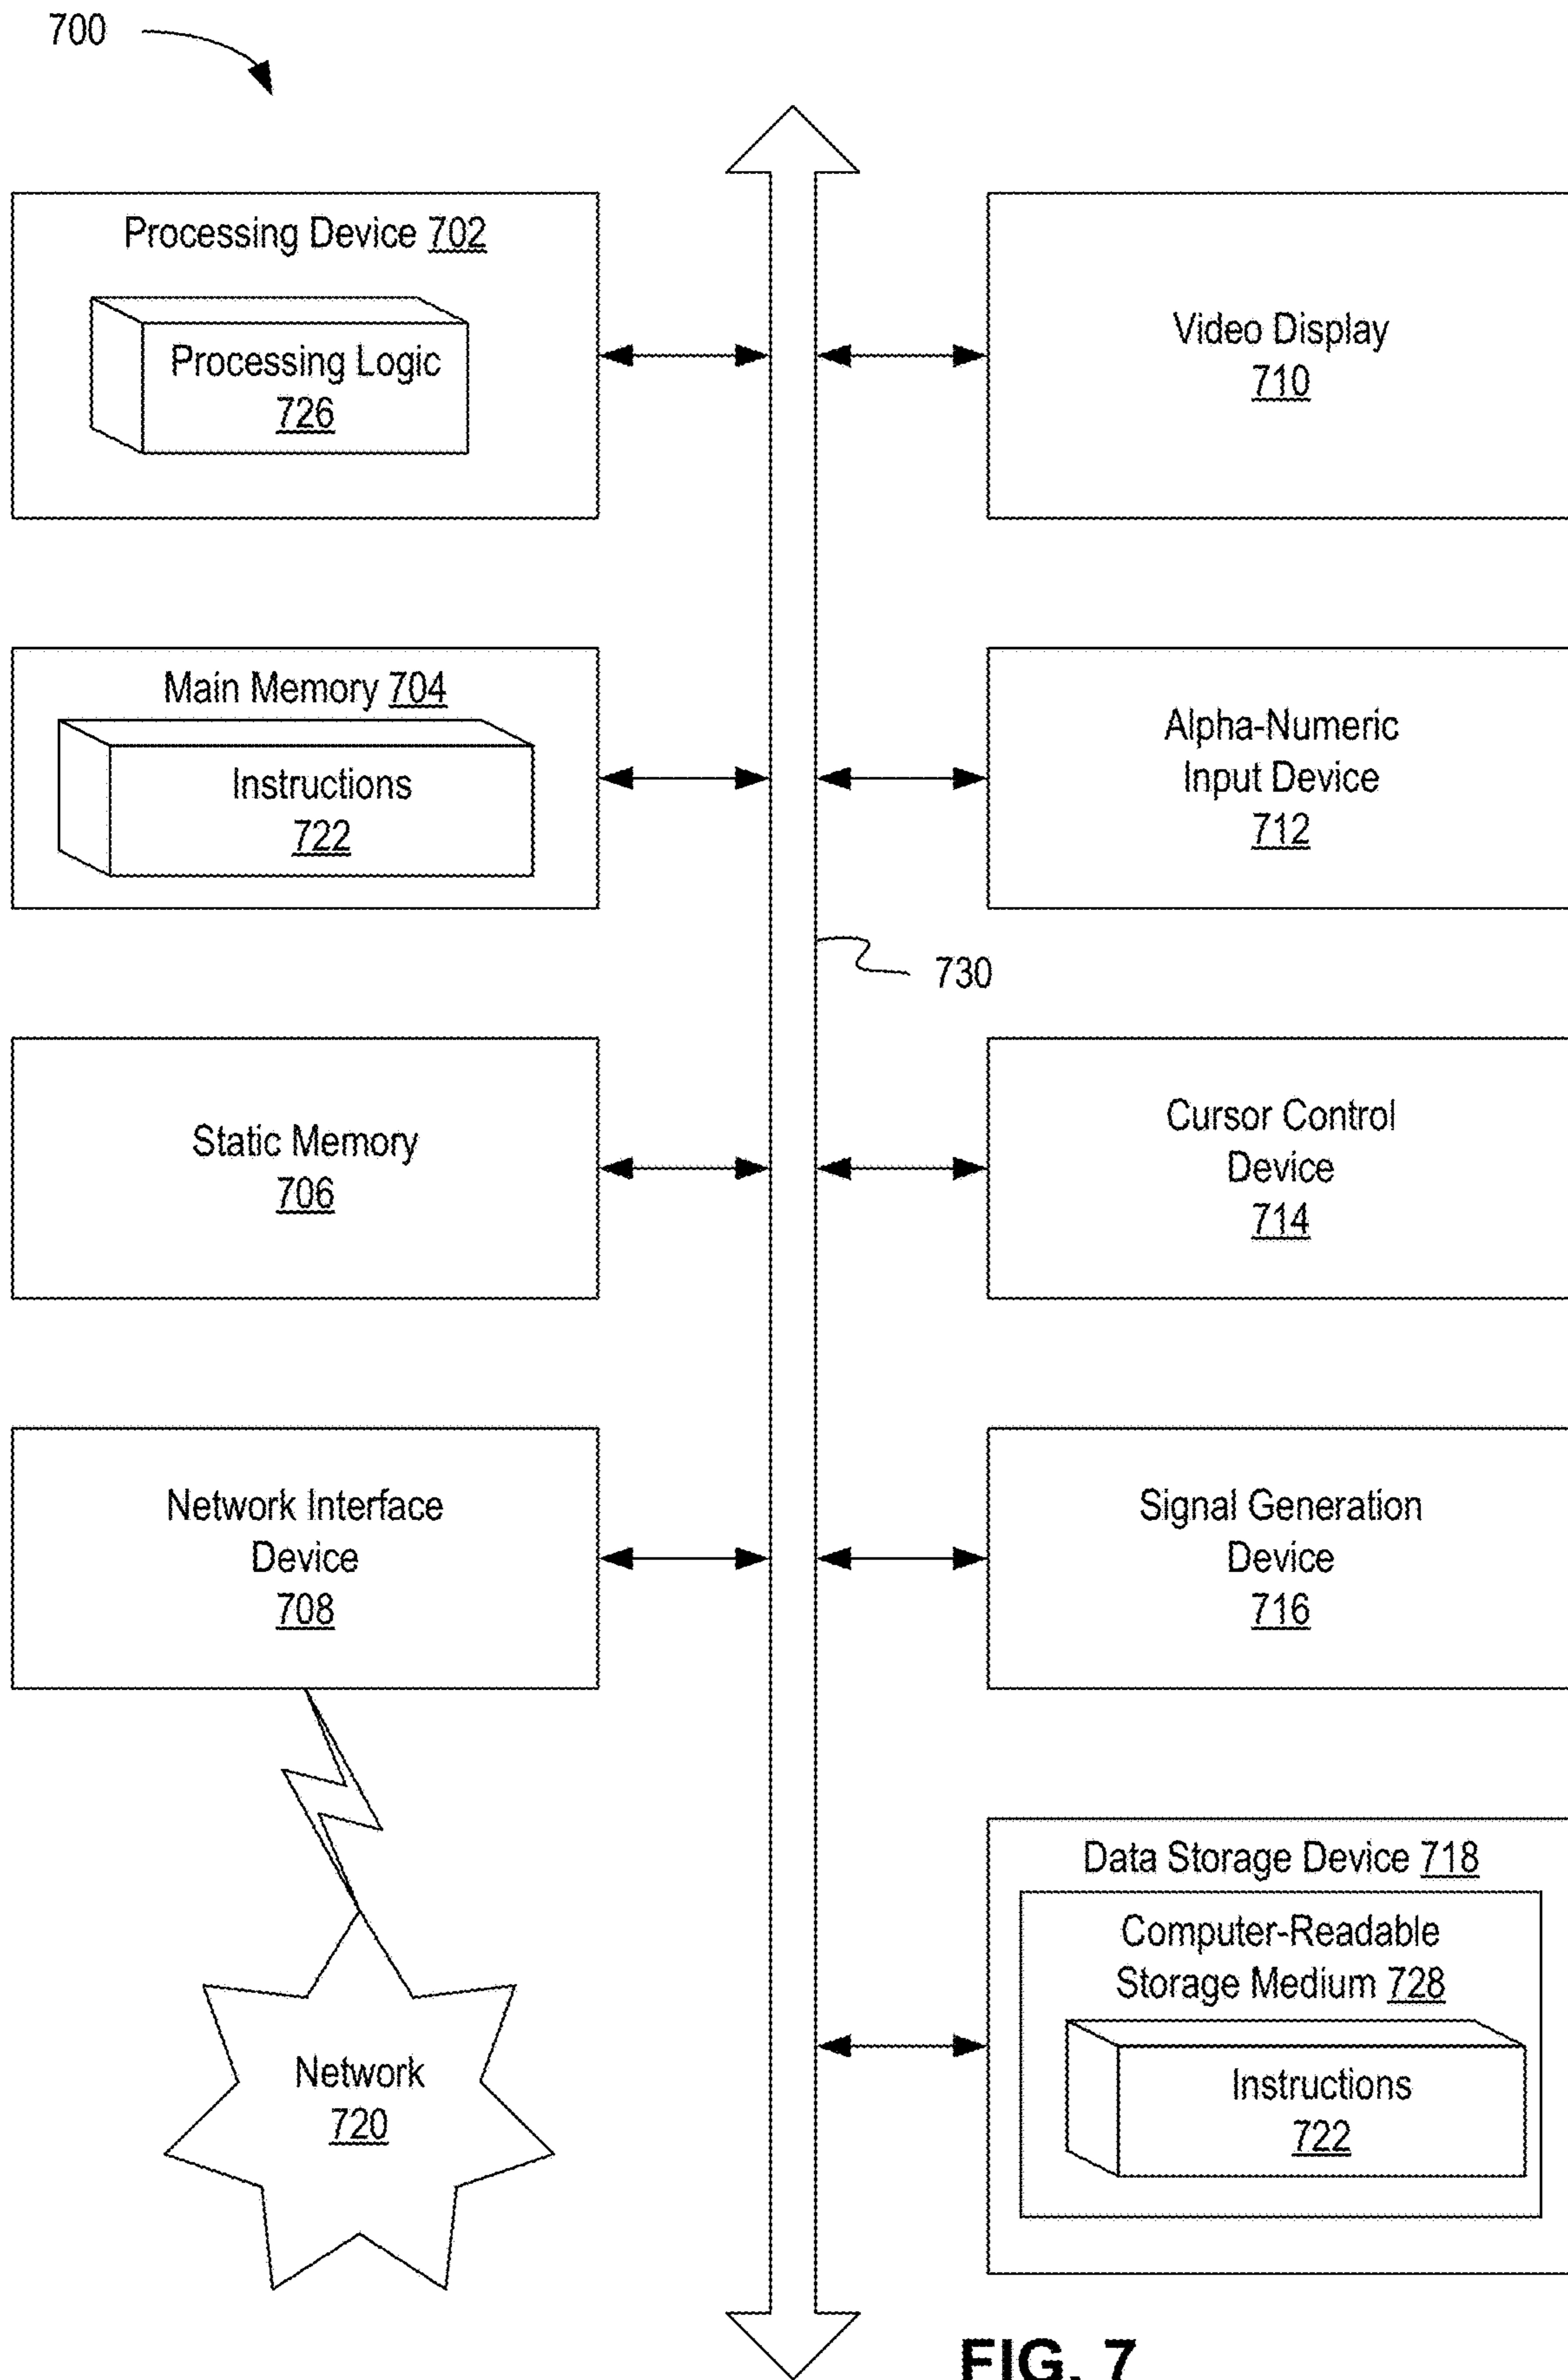 700
Processing Device 702
Processing Logic
726
Video Display
710
Main Memory 704
Instructions
722
Alpha-Numeric
Input Device
712
730
Static Memory
706
Cursor Control
Device
714
Network Interface
Device
708
Signal Generation
Device
716
Data Storage Device 718
Computer-Readable
Storage Medium 728
Instructions
722
Network
720
FIG. 7